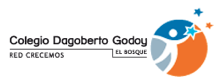 Colegio Dagoberto Godoy
RED CRECEMOS EL BOSQUE